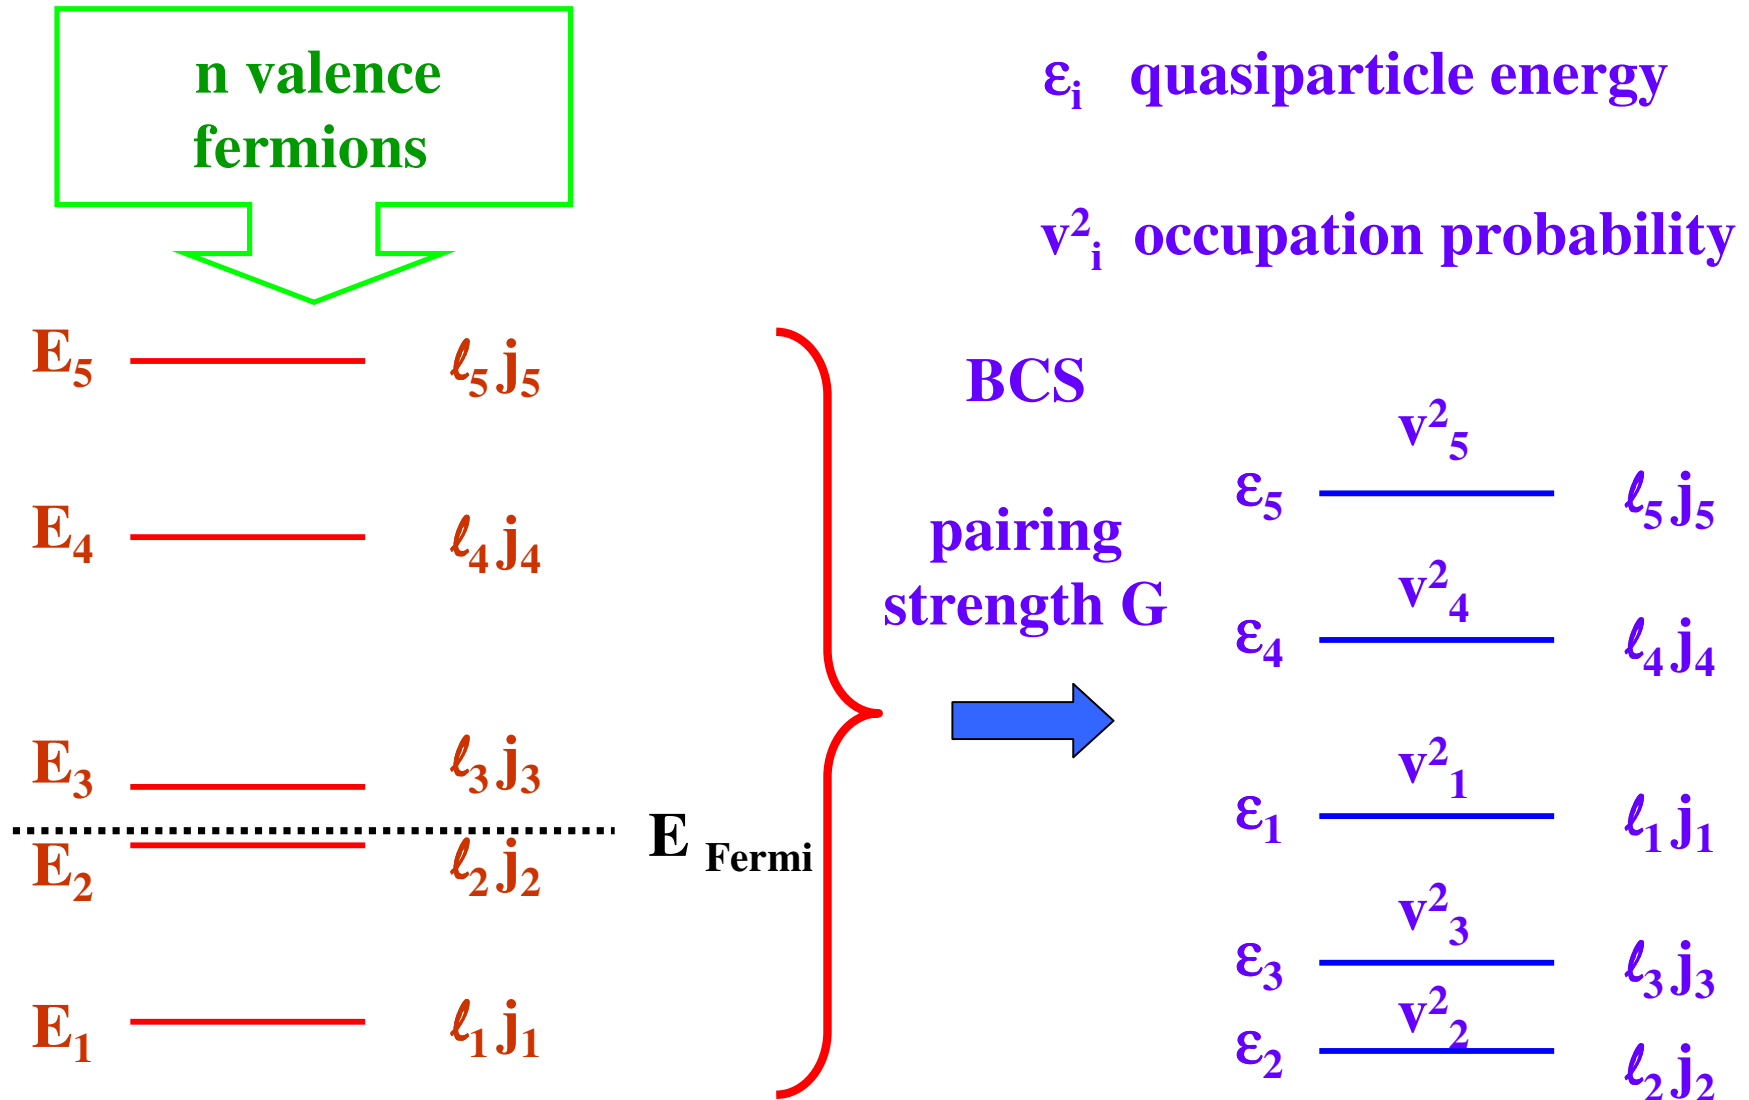 n valence
fermions
εᵢ quasiparticle energy
v²ᵢ occupation probability
E₅ ℓ₅ j₅
E₄ ℓ₄ j₄
E₃ ℓ₃ j₃
E Fermi
E₂ ℓ₂ j₂
E₁ ℓ₁ j₁
BCS
pairing
strength G
v²₅
ε₅ ℓ₅ j₅
v²₄
ε₄ ℓ₄ j₄
v²₁
ε₁ ℓ₁ j₁
v²₃
ε₃ ℓ₃ j₃
v²₂
ε₂ ℓ₂ j₂